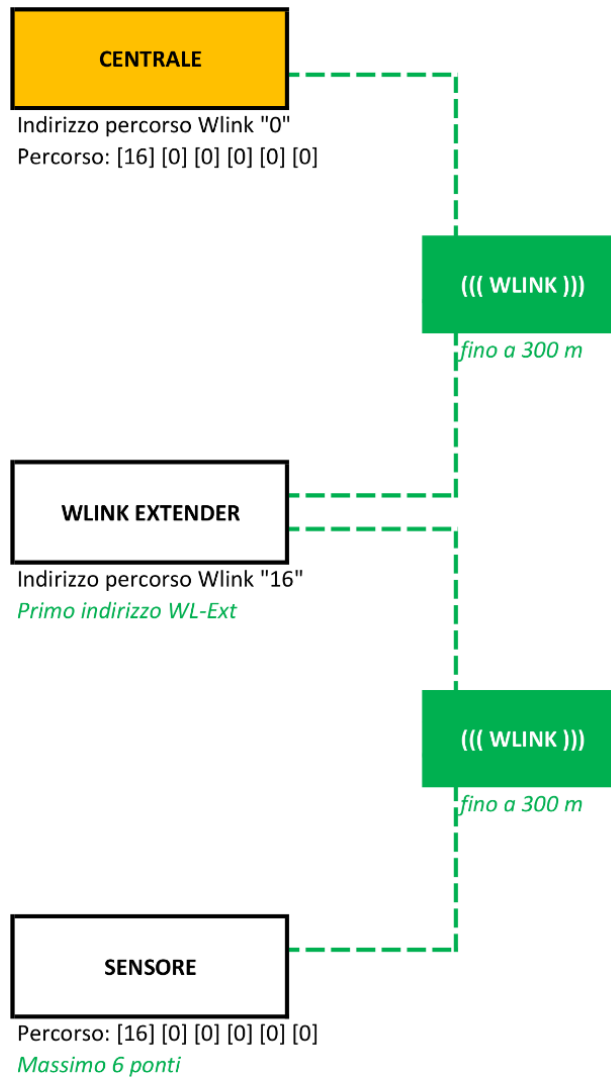 CENTRALE
Indirizzo percorso Wlink "0"
Percorso: [16] [0] [0] [0] [0] [0]
((( WLINK )))
fino a 300 m
WLINK EXTENDER
Indirizzo percorso Wlink "16"
Primo indirizzo WL-Ext
((( WLINK )))
fino a 300 m
SENSORE
Percorso: [16] [0] [0] [0] [0] [0]
Massimo 6 ponti